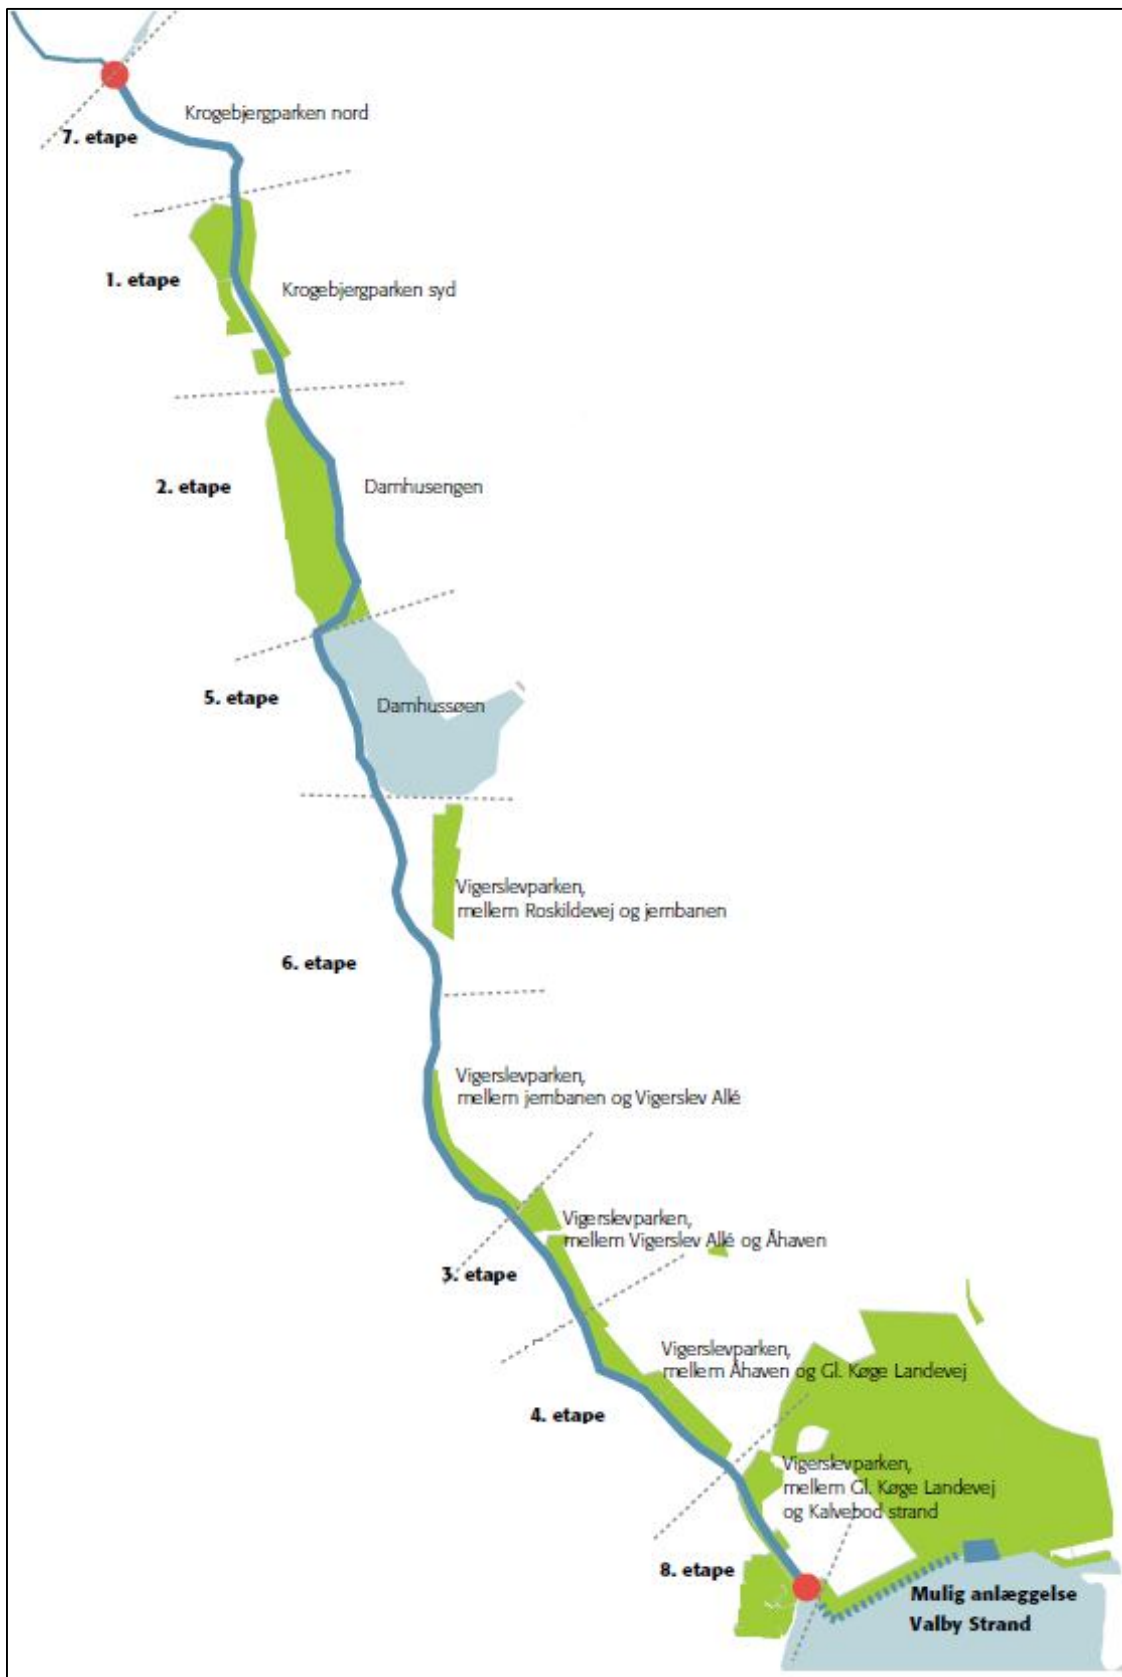 Krogebjergparken nord
7. etape
1. etape
Krogebjergparken syd
2. etape
Damhusengen
5. etape
Damhussøen
Vigerslevparken,
mellem Roskildevej og jernbanen
6. etape
Vigerslevparken,
mellem jernbanen og Vigerslev Allé
Vigerslevparken,
mellem Vigerslev Allé og Åhaven
3. etape
Vigerslevparken,
mellem Åhaven og Gl. Køge Landevej
4. etape
Vigerslevparken,
mellem Gl. Køge Landevej
og Kalvebod strand
8. etape
Mulig anlæggelse
Valby Strand